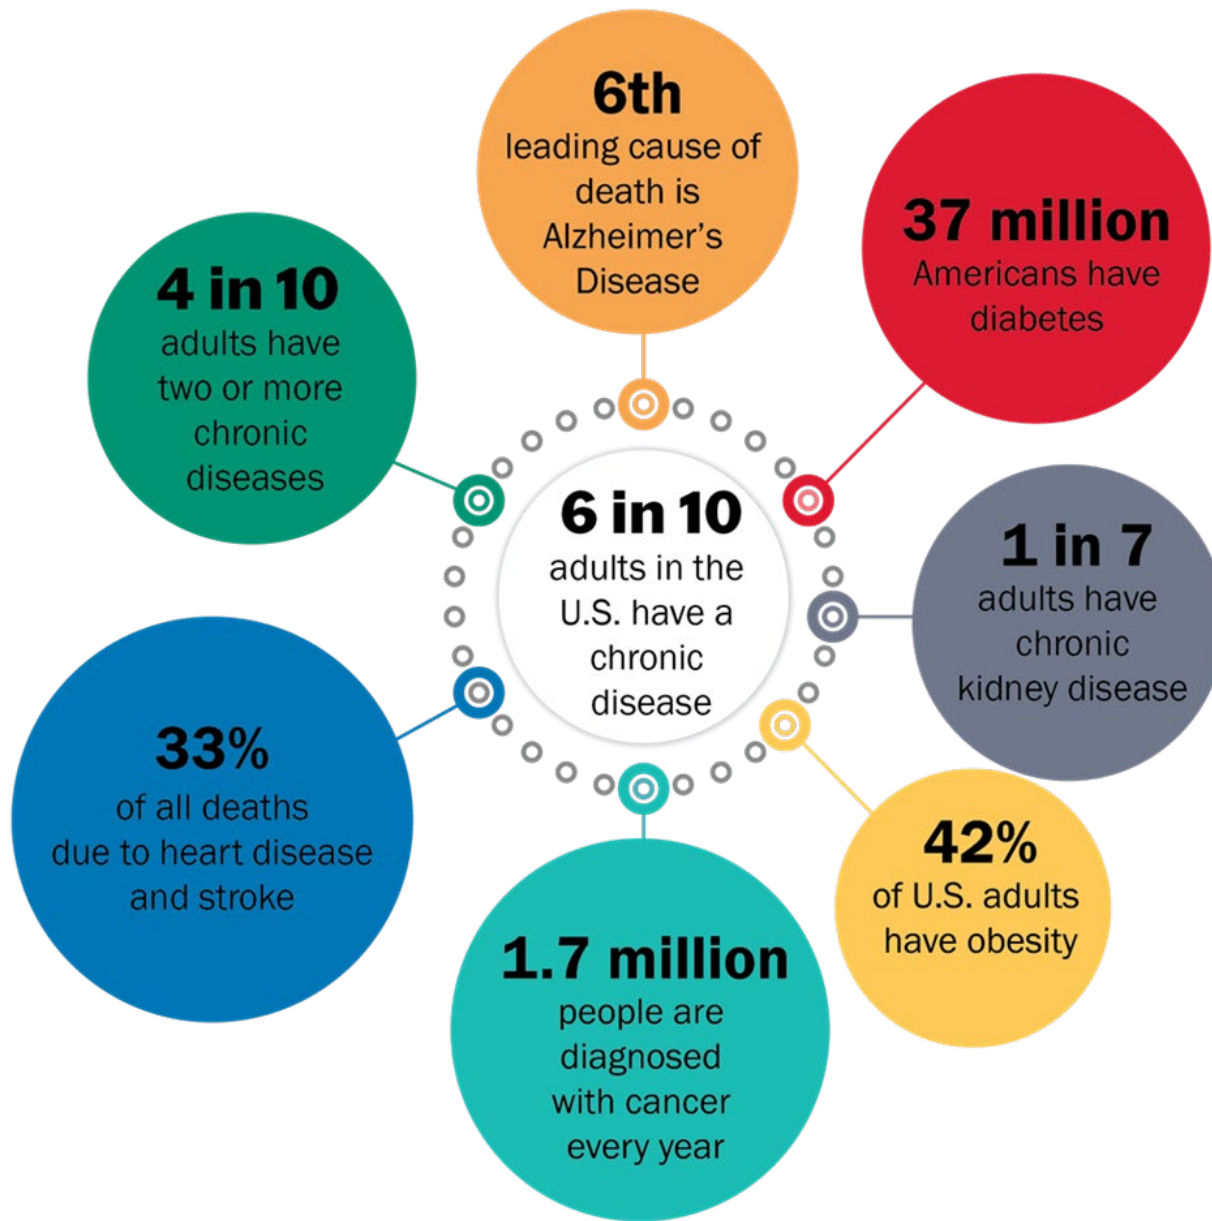 6th
leading cause of
death is
Alzheimer's
Disease
37 million
Americans have
diabetes
4 in 10
adults have
two or more
chronic
diseases
6 in 10
adults in the
U.S. have a
chronic
disease
1 in 7
adults have
chronic
kidney disease
33%
of all deaths
due to heart disease
and stroke
42%
of U.S. adults
have obesity
1.7 million
people are
diagnosed
with cancer
every year